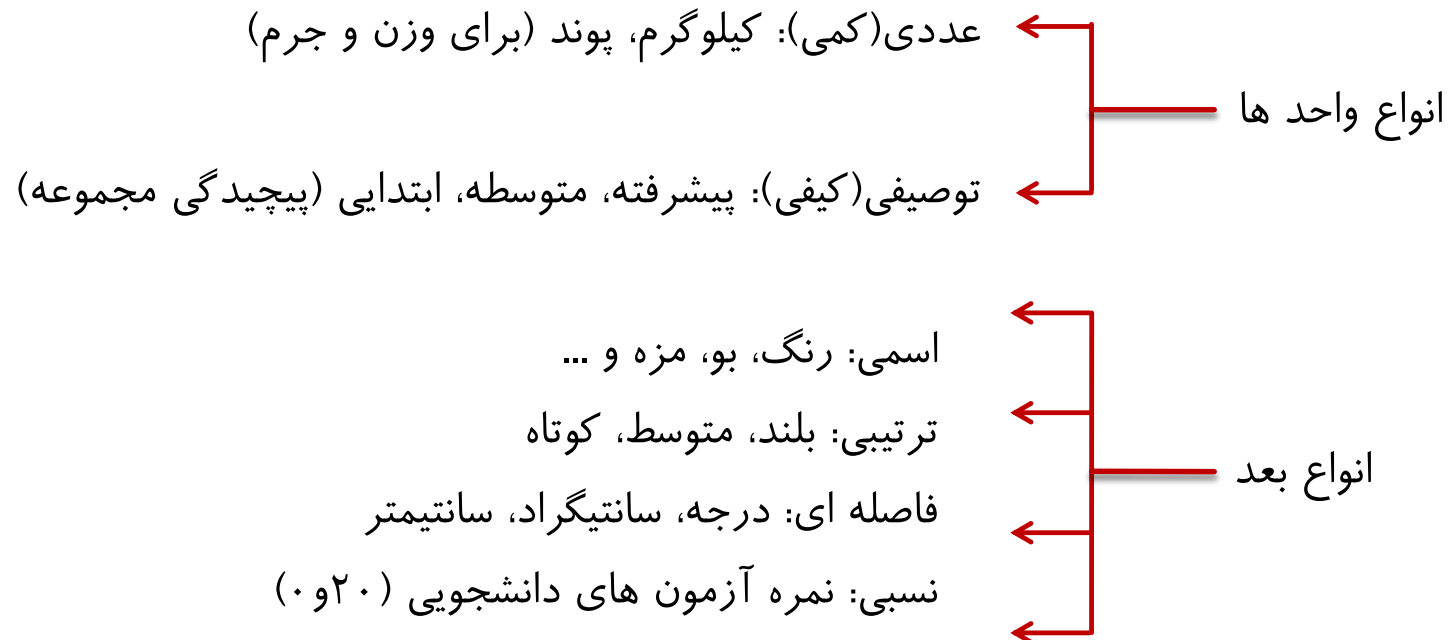 عددی(کمی): کیلوگرم، پوند (برای وزن و جرم)
انواع واحد ها
توصیفی(کیفی): پیشرفته، متوسطه، ابتدایی (پیچیدگی مجموعه)
اسمی: رنگ، بو، مزه و ...
ترتیبی: بلند، متوسط، کوتاه
انواع بعد
فاصله ای: درجه، سانتیگراد، سانتیمتر
نسبی: نمره آزمون های دانشجویی (۲۰و۰)